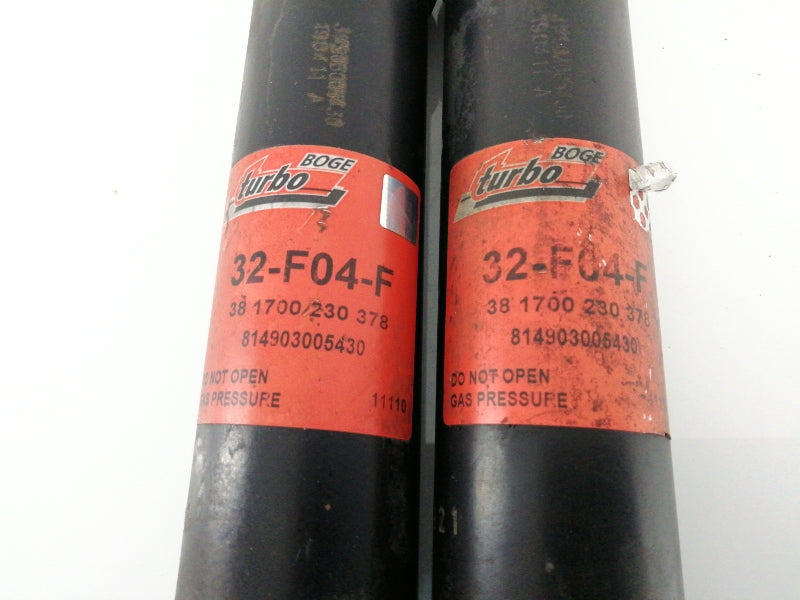 BOGE
turbo
32-F04-F
38 1700/230 378
814903005430
DO NOT OPEN
GAS PRESSURE
11110
BOGE
turbo
32-F04-F
38 1700 230 378
814903005430
DO NOT OPEN
GAS PRESSURE
21